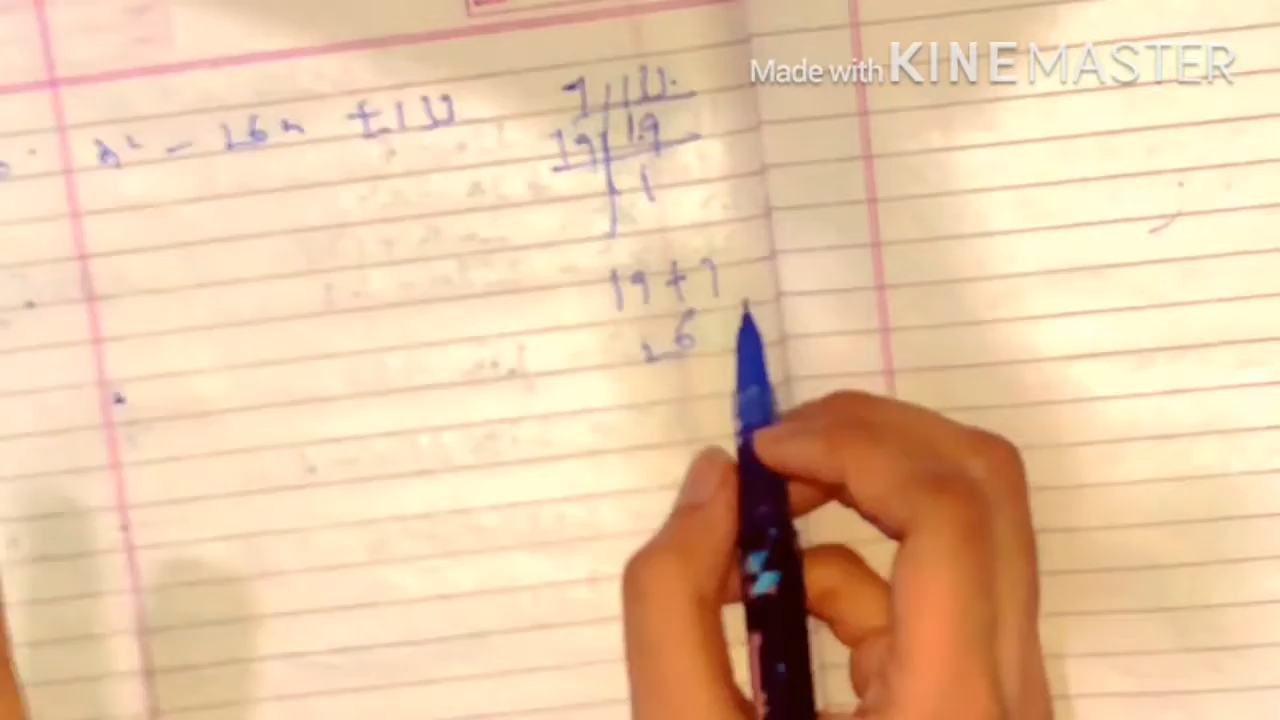 Made with KINEMASTER
x² - 26x + 133
7 | 133
19 | 19
1
19 + 7
26